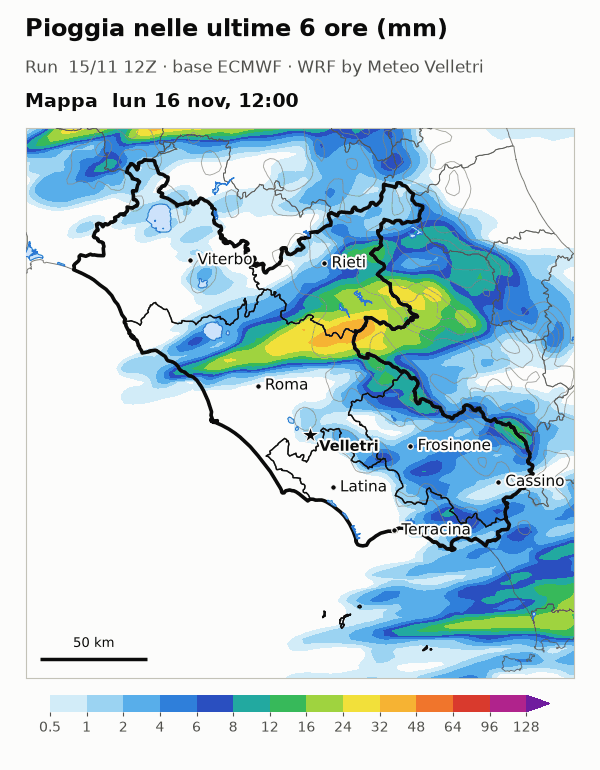 Pioggia nelle ultime 6 ore (mm)
Run  15/11 12Z · base ECMWF · WRF by Meteo Velletri
Mappa  lun 16 nov, 12:00
Viterbo
Rieti
Roma
Velletri
Frosinone
Latina
Cassino
Terracina
50 km
0.5 1 2 4 6 8 12 16 24 32 48 64 96 128